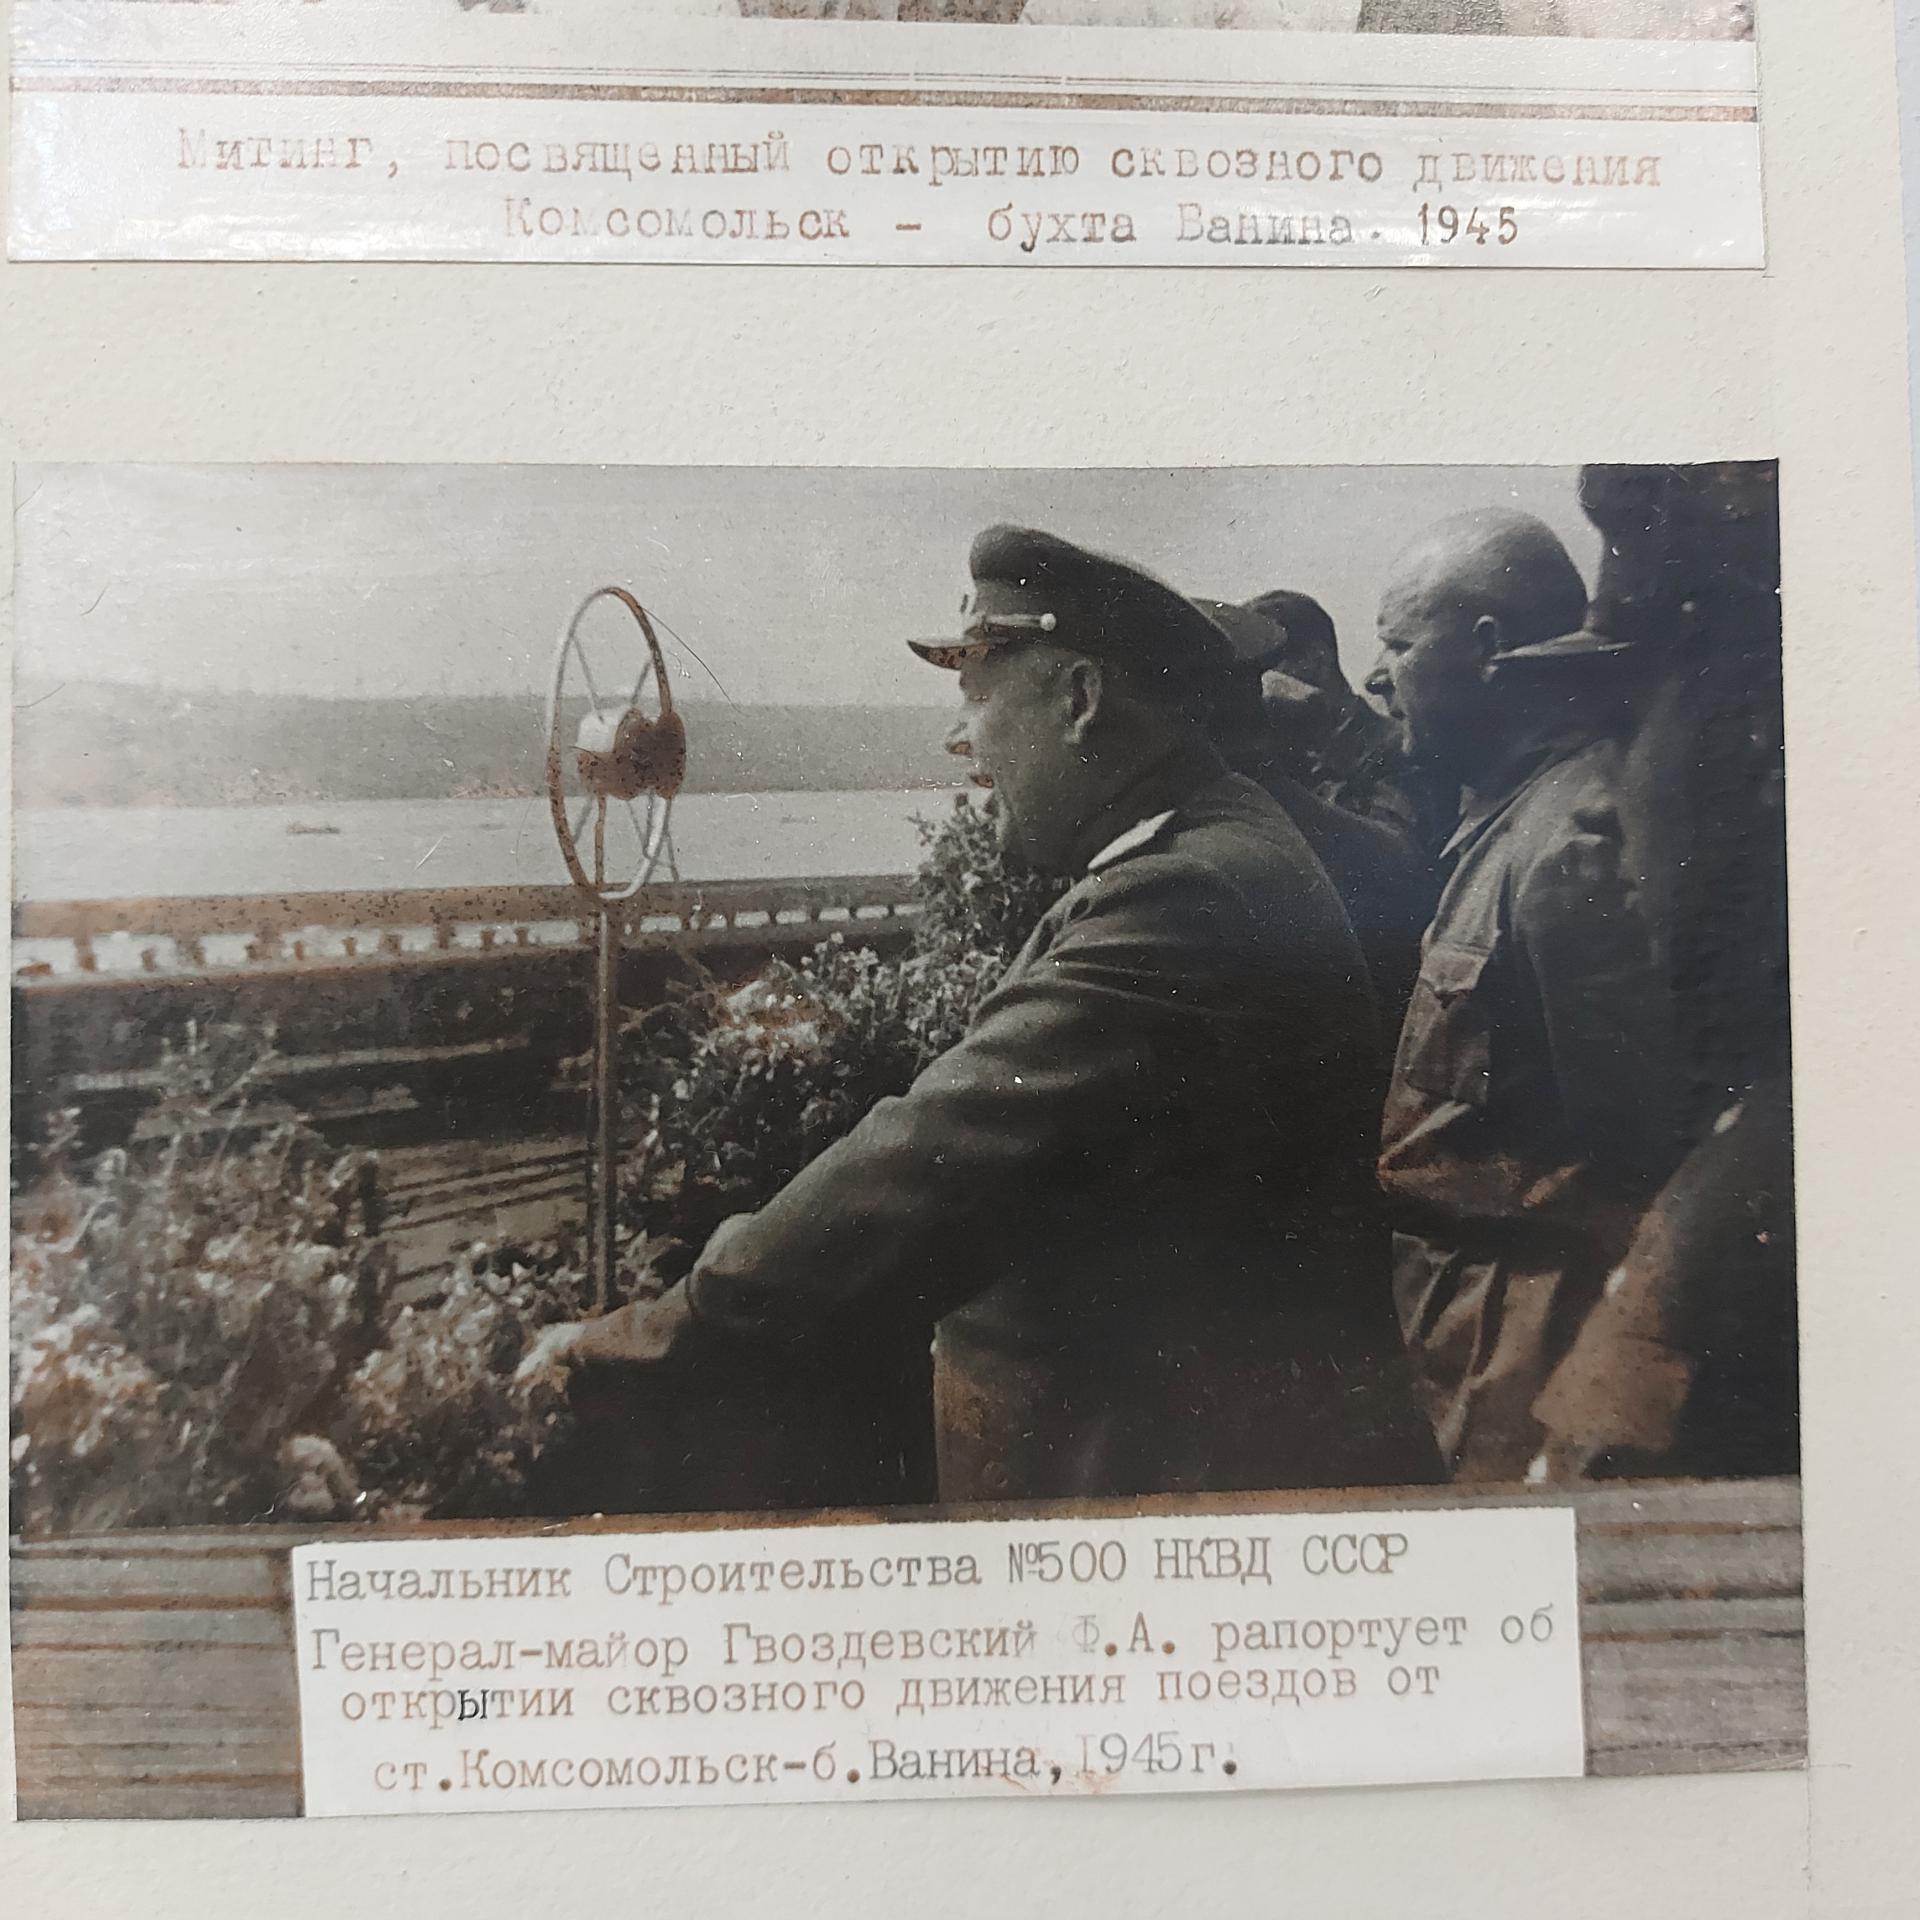 Митинг, посвященный открытию сквозного движения
Комсомольск - бухта Ванина. 1945
Начальник Строительства №500 НКВД СССР
Генерал-майор Гвоздевский Ф.А. рапортует об
открытии сквозного движения поездов от
ст.Комсомольск-б.Ванина,1945г.